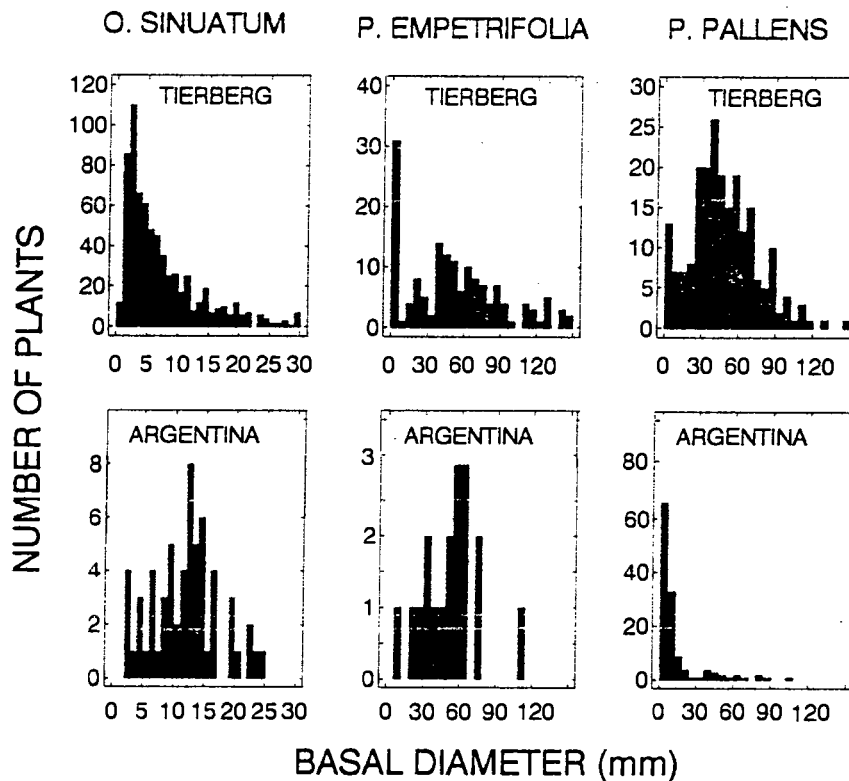 O. SINUATUM P. EMPETRIFOLIA P. PALLENS
TIERBERG TIERBERG TIERBERG
120 100 80 60 40 20 0
40 30 20 10 0
30 25 20 15 10 5 0
0 5 10 15 20 25 30
0 30 60 90 120
0 30 60 90 120
NUMBER OF PLANTS
ARGENTINA ARGENTINA ARGENTINA
8 6 4 2 0
3 2 1 0
80 60 40 20 0
0 5 10 15 20 25 30
0 30 60 90 120
0 30 60 90 120
BASAL DIAMETER (mm)